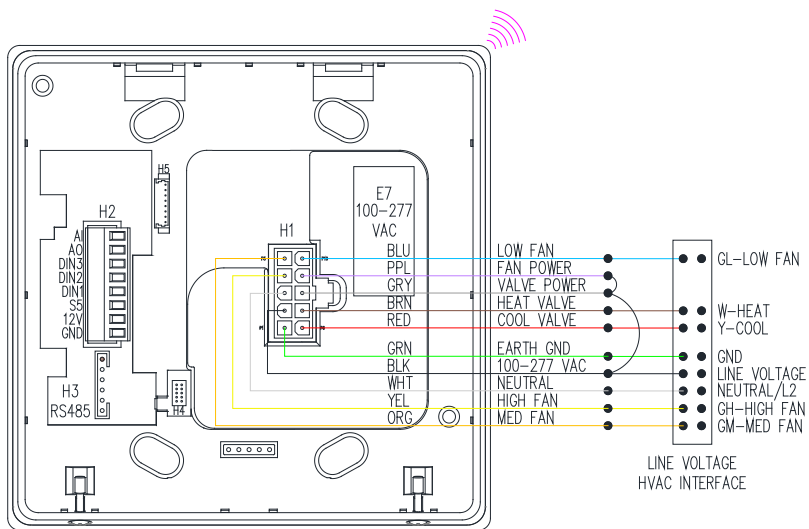 H5
H2
AI
AO
DIN3
DIN2
DIN1
S5
12V
GND
H3
RS485
H4
H1
E7
100-277
VAC
BLU LOW FAN GL-LOW FAN
PPL FAN POWER
GRY VALVE POWER
BRN HEAT VALVE W-HEAT
RED COOL VALVE Y-COOL
GRN EARTH GND GND
BLK 100-277 VAC LINE VOLTAGE
WHT NEUTRAL NEUTRAL/L2
YEL HIGH FAN GH-HIGH FAN
ORG MED FAN GM-MED FAN
LINE VOLTAGE
HVAC INTERFACE